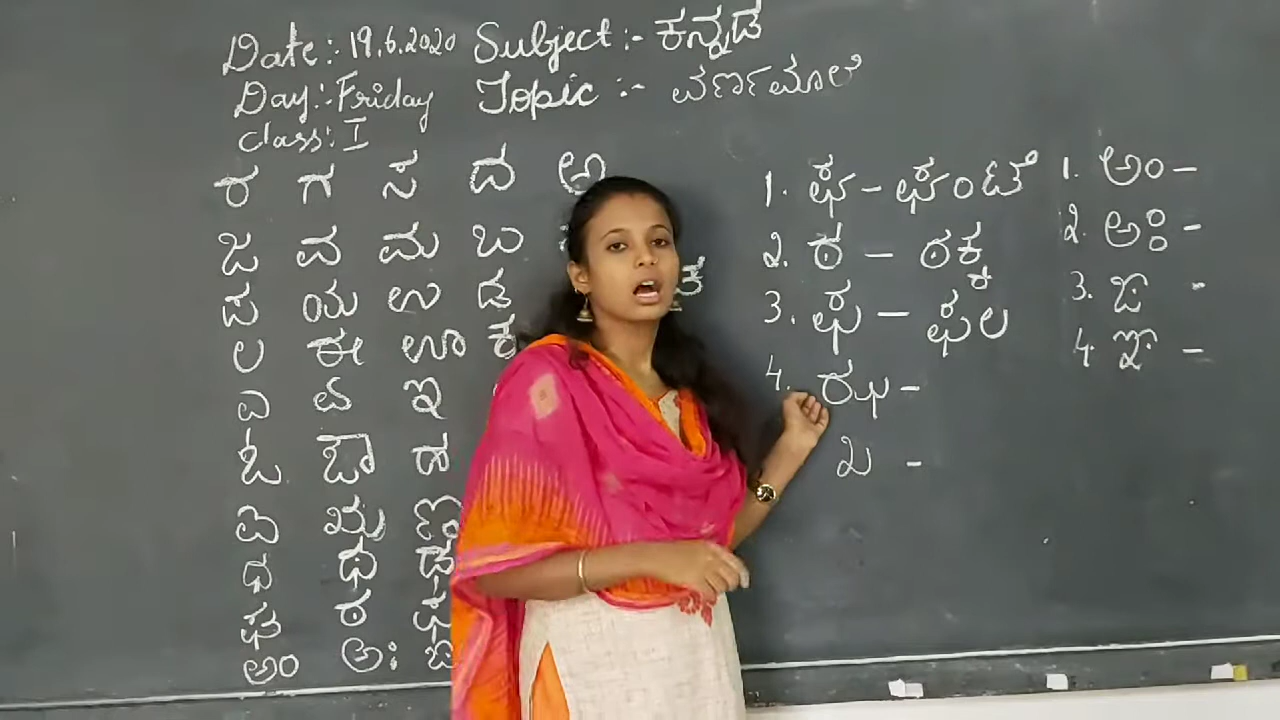 Date:- 19.6.2020 Subject:- ಕನ್ನಡ
Day:- Friday Topic:- ವರ್ಣಮಾಲೆ
Class: I
ರ ಗ ಸ ದ ಅ
ಜ ವ ಮ ಬ
ಪ ಯ ಉ ಡ
ಲ ಈ ಊ
ಎ ಏ ಇ
ಓ ಔ ಹ
ಐ ಋ ಣ
ಧ ಥ
ಘ ಠ
ಅಂ ಅಃ
1. ಘ - ಘಂಟೆ
2. ಠ - ಠಕ್ಕ
3. ಫ - ಫಲ
4. ಝ -
ಖ -
1. ಅಂ -
2. ಅಃ -
3. ಙ -
4. ಞ -